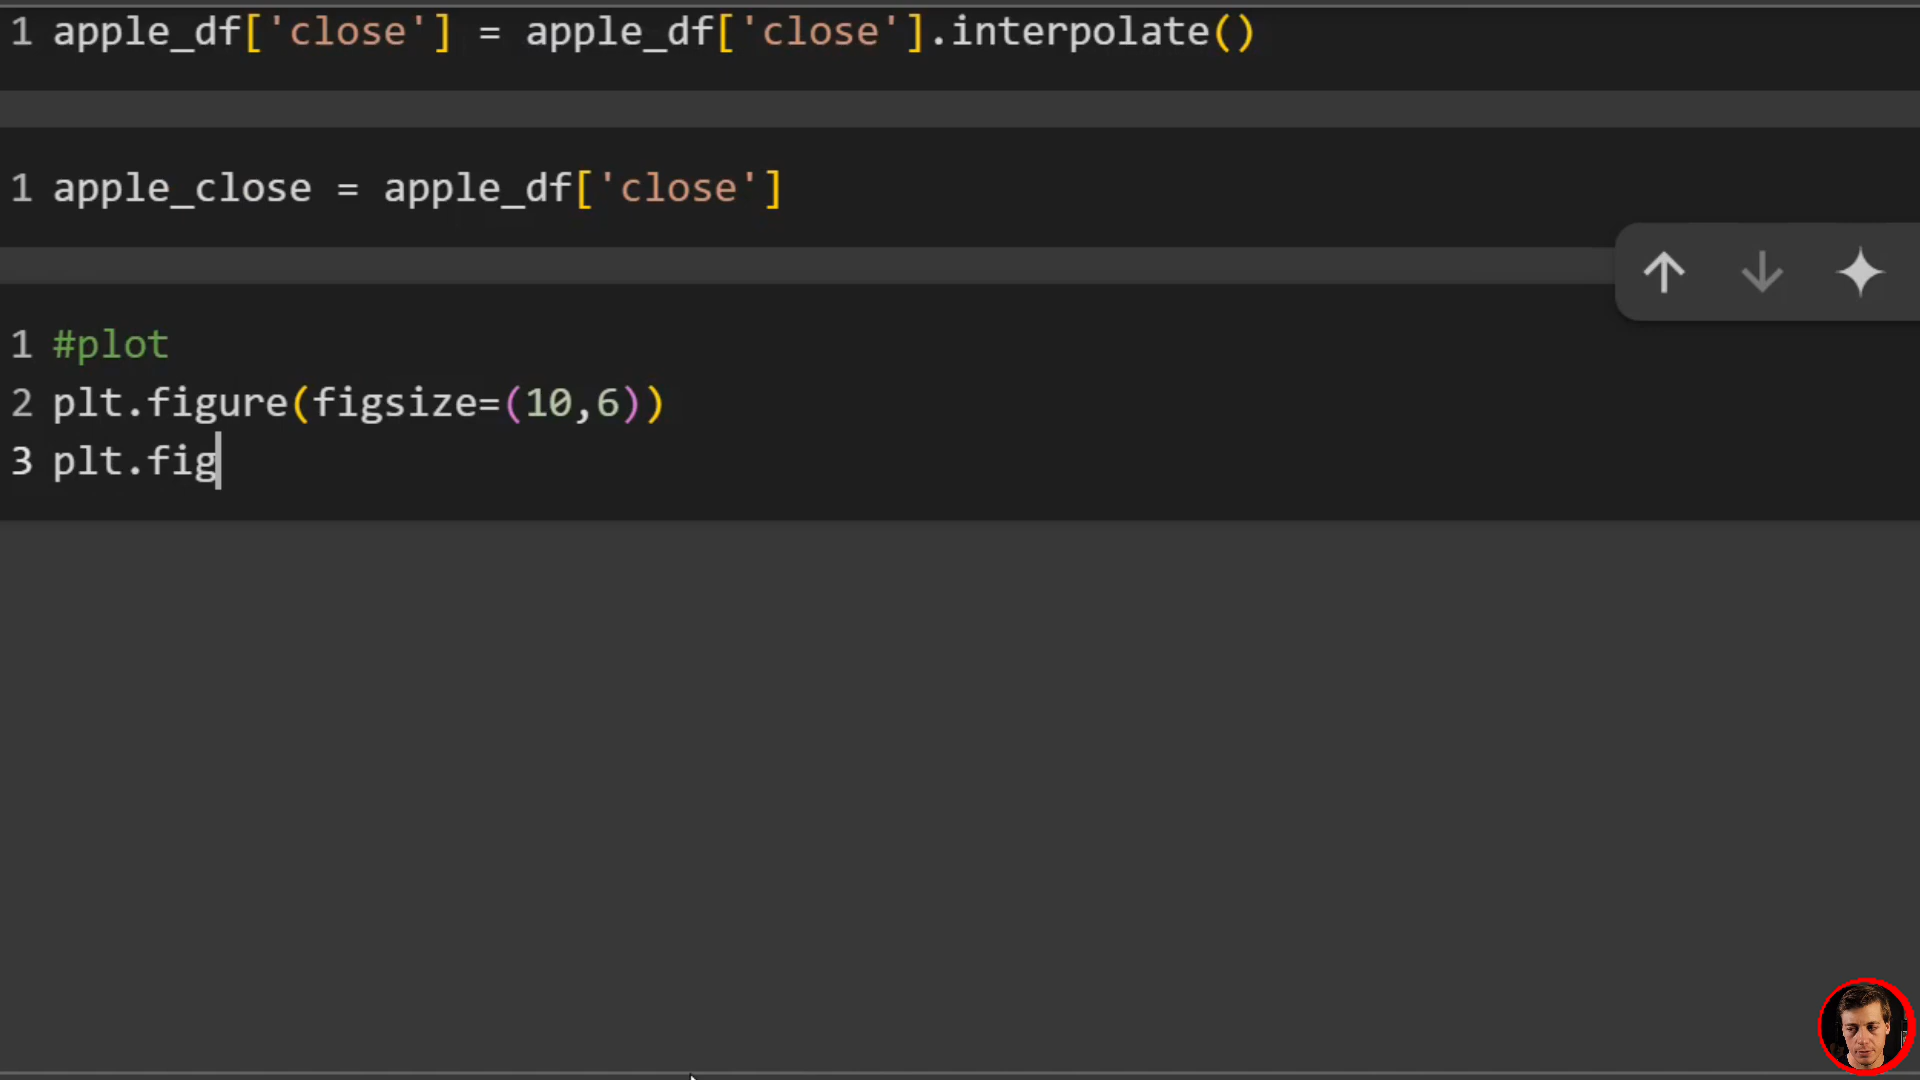 1 apple_df['close'] = apple_df['close'].interpolate()
1 apple_close = apple_df['close']
1 #plot
2 plt.figure(figsize=(10,6))
3 plt.fig